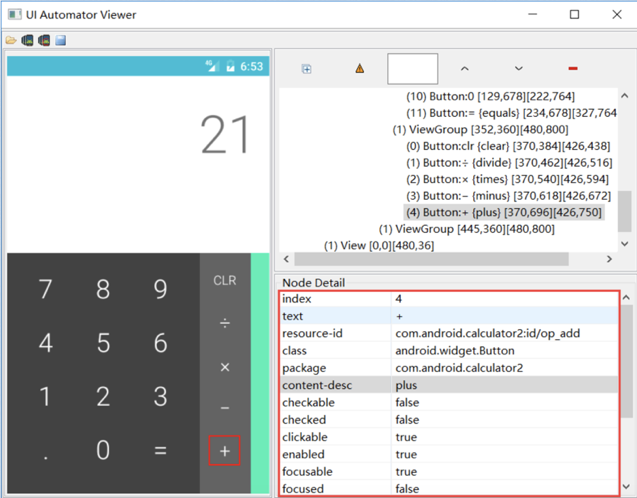 UI Automator Viewer
4G 6:53
21
7 8 9 CLR
÷
4 5 6
×
1 2 3
−
. 0 = +
(10) Button:0 [129,678][222,764]
(11) Button:= {equals} [234,678][327,764
(1) ViewGroup [352,360][480,800]
(0) Button:clr {clear} [370,384][426,438]
(1) Button:÷ {divide} [370,462][426,516]
(2) Button:× {times} [370,540][426,594]
(3) Button:− {minus} [370,618][426,672]
(4) Button:+ {plus} [370,696][426,750]
(1) ViewGroup [445,360][480,800]
(1) View [0,0][480,36]
Node Detail
index 4
text +
resource-id com.android.calculator2:id/op_add
class android.widget.Button
package com.android.calculator2
content-desc plus
checkable false
checked false
clickable true
enabled true
focusable true
focused false